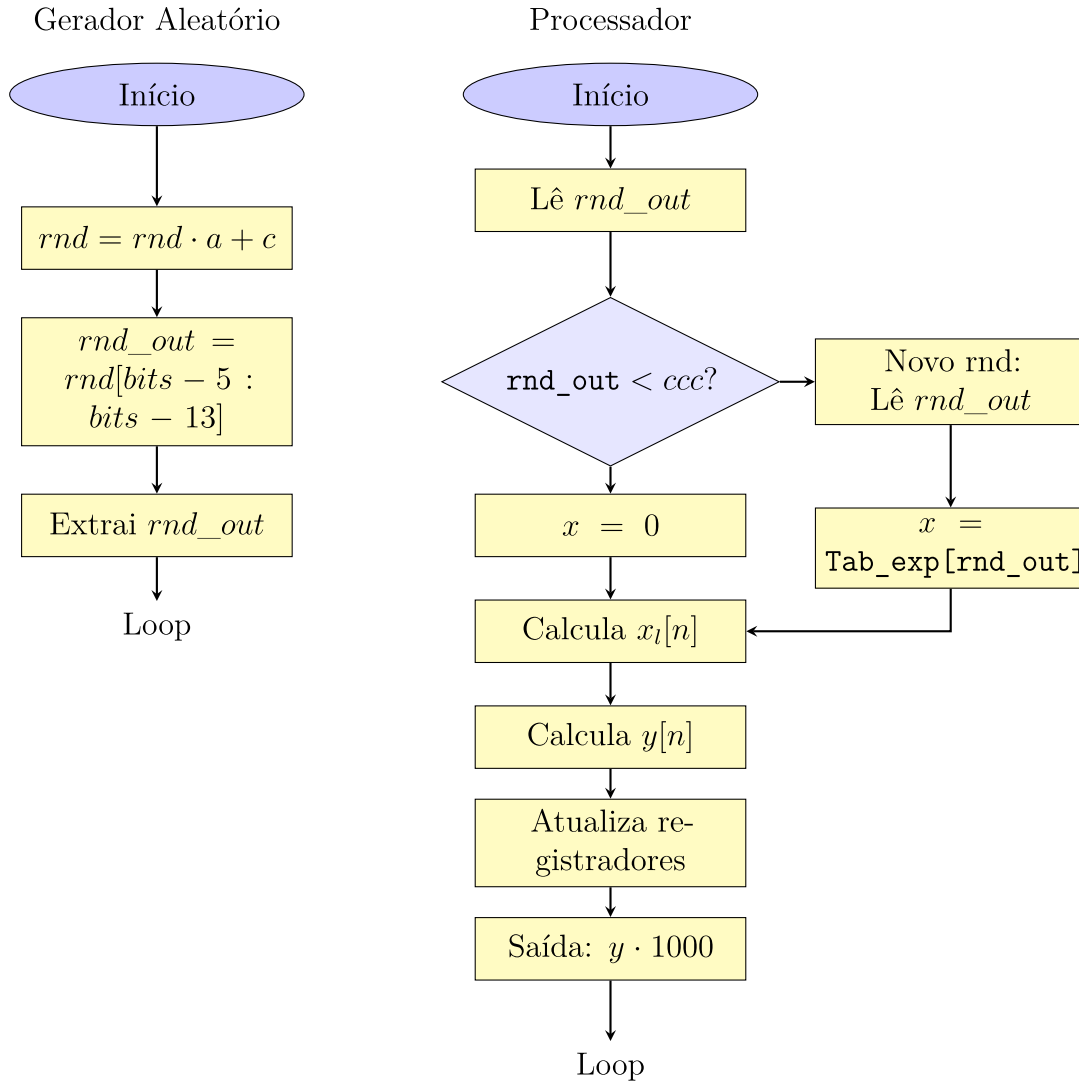 Gerador Aleatório
Início
rnd = rnd · a + c
rnd_out =
rnd[bits − 5 :
bits − 13]
Extrai rnd_out
Loop
Processador
Início
Lê rnd_out
rnd_out < ccc?
Novo rnd:
Lê rnd_out
x = 0
x =
Tab_exp[rnd_out]
Calcula x_l[n]
Calcula y[n]
Atualiza re-
gistradores
Saída: y · 1000
Loop